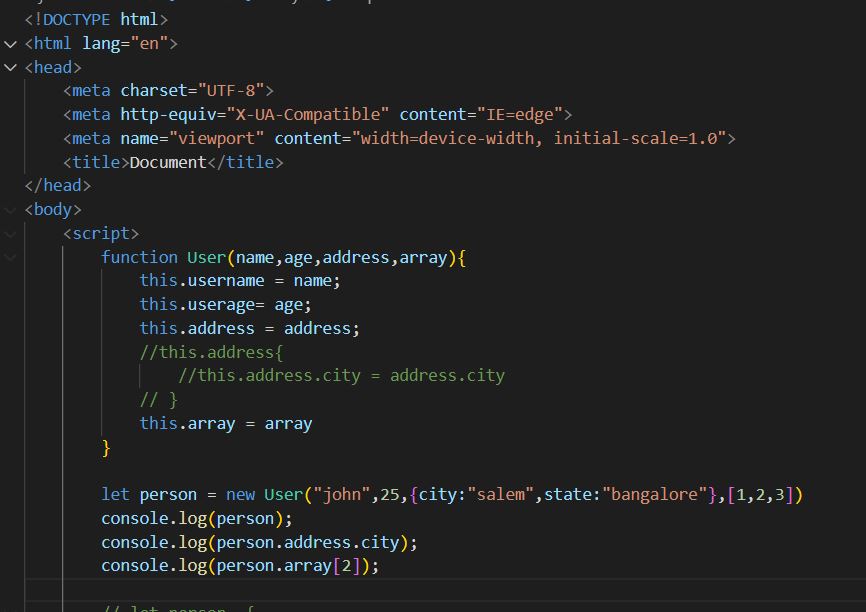 <!DOCTYPE html>
<html lang="en">
<head>
    <meta charset="UTF-8">
    <meta http-equiv="X-UA-Compatible" content="IE=edge">
    <meta name="viewport" content="width=device-width, initial-scale=1.0">
    <title>Document</title>
</head>
<body>
    <script>
        function User(name,age,address,array){
            this.username = name;
            this.userage= age;
            this.address = address;
            //this.address{
                //this.address.city = address.city
            // }
            this.array = array
        }
        let person = new User("john",25,{city:"salem",state:"bangalore"},[1,2,3])
        console.log(person);
        console.log(person.address.city);
        console.log(person.array[2]);